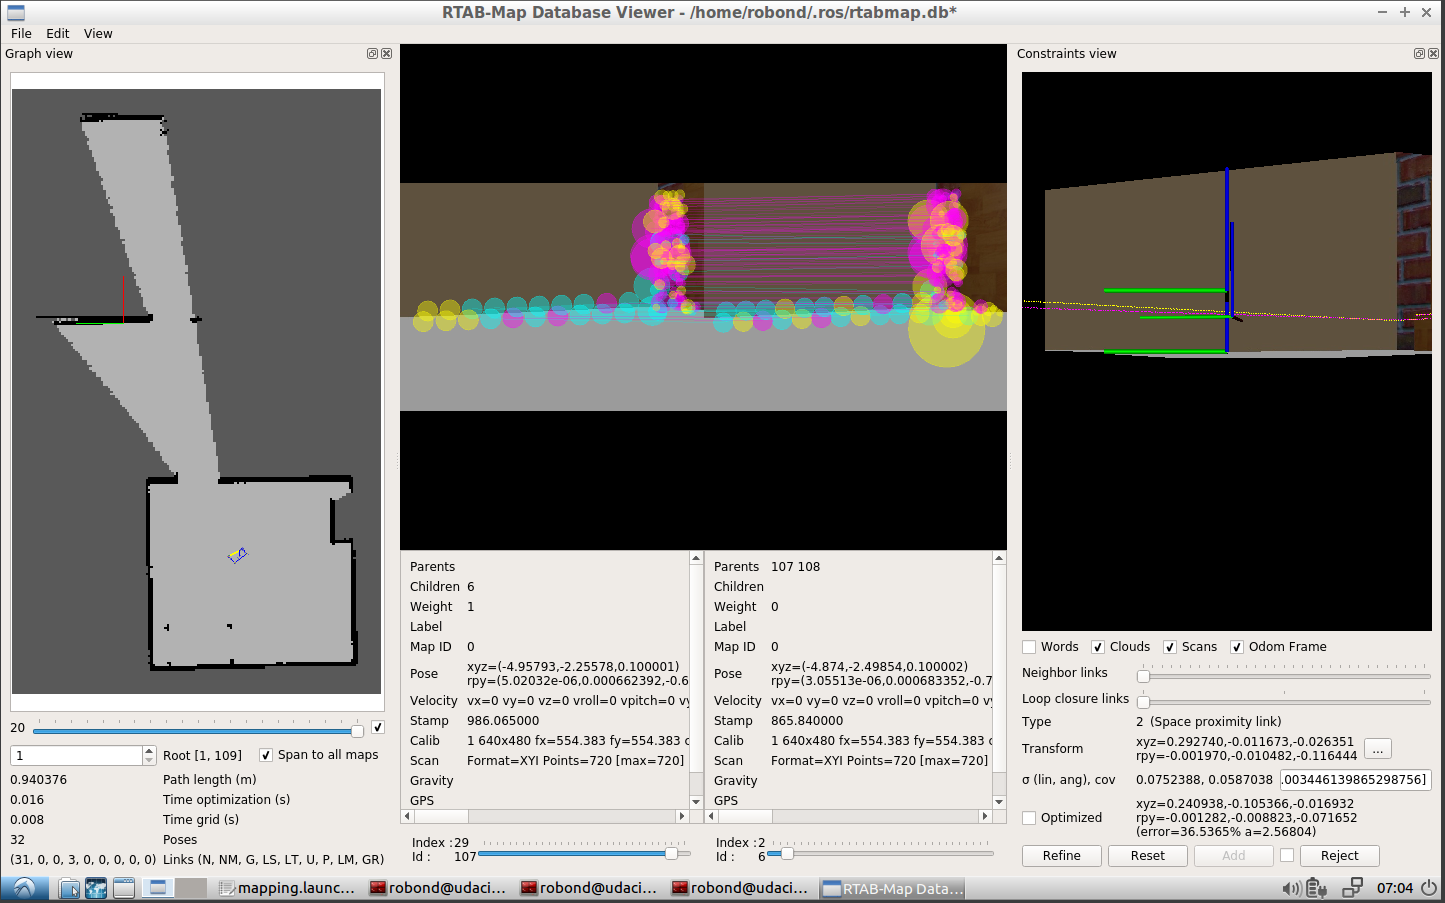 RTAB-Map Database Viewer - /home/robond/.ros/rtabmap.db*
File Edit View
Graph view
Constraints view
20
1
Root [1, 109]
Span to all maps
0.940376 Path length (m)
0.016 Time optimization (s)
0.008 Time grid (s)
32 Poses
(31, 0, 0, 3, 0, 0, 0, 0, 0) Links (N, NM, G, LS, LT, U, P, LM, GR)
Parents
Children 6
Weight 1
Label
Map ID 0
Pose xyz=(-4.95793,-2.25578,0.100001)
rpy=(5.02032e-06,0.000662392,-0.6
Velocity vx=0 vy=0 vz=0 vroll=0 vpitch=0 vy
Stamp 986.065000
Calib 1 640x480 fx=554.383 fy=554.383 c
Scan Format=XYI Points=720 [max=720]
Gravity
GPS
Index : 29
Id : 107
Parents 107 108
Children
Weight 0
Label
Map ID 0
Pose xyz=(-4.874,-2.49854,0.100002)
rpy=(3.05513e-06,0.000683352,-0.7
Velocity vx=0 vy=0 vz=0 vroll=0 vpitch=0 vy
Stamp 865.840000
Calib 1 640x480 fx=554.383 fy=554.383 c
Scan Format=XYI Points=720 [max=720]
Gravity
GPS
Index : 2
Id : 6
Words Clouds Scans Odom Frame
Neighbor links
Loop closure links
Type 2 (Space proximity link)
Transform xyz=0.292740,-0.011673,-0.026351
rpy=-0.001970,-0.010482,-0.116444
...
σ (lin, ang), cov 0.0752388, 0.0587038 .003446139865298756]
Optimized xyz=0.240938,-0.105366,-0.016932
rpy=-0.001282,-0.008823,-0.071652
(error=36.5365% a=2.56804)
Refine Reset Add Reject
mapping.launc... robond@udaci... robond@udaci... robond@udaci... RTAB-Map Data... 07:04